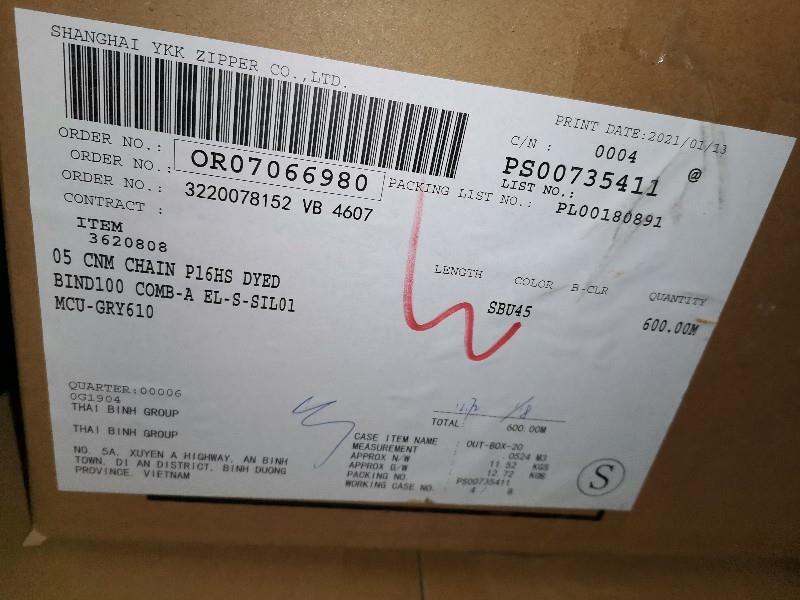 SHANGHAI YKK ZIPPER CO.,LTD.
PRINT DATE:2021/01/13
C/N : 0004
ORDER NO.: OR07066980
PS00735411 @
ORDER NO.:
PACKING LIST NO.:
LIST NO.: PL00180891
ORDER NO.: 3220078152 VB 4607
CONTRACT :
ITEM
3620808
05 CNM CHAIN P16HS DYED
BIND100 COMB-A EL-S-SIL01
MCU-GRY610
LENGTH COLOR B-CLR QUANTITY
SBU45 600.00M
QUARTER:00006
0G1904
THAI BINH GROUP
THAI BINH GROUP
NO. 5A, XUYEN A HIGHWAY, AN BINH
TOWN, DI AN DISTRICT, BINH DUONG
PROVINCE, VIETNAM
TOTAL: 600.00M
CASE ITEM NAME : OUT-BOX-20
MEASUREMENT : .0524 M3
APPROX N/W : 11.52 KGS
APPROX G/W : 12.72 KGS
PACKING NO. PS00735411
WORKING CASE NO. 4 / 8
S